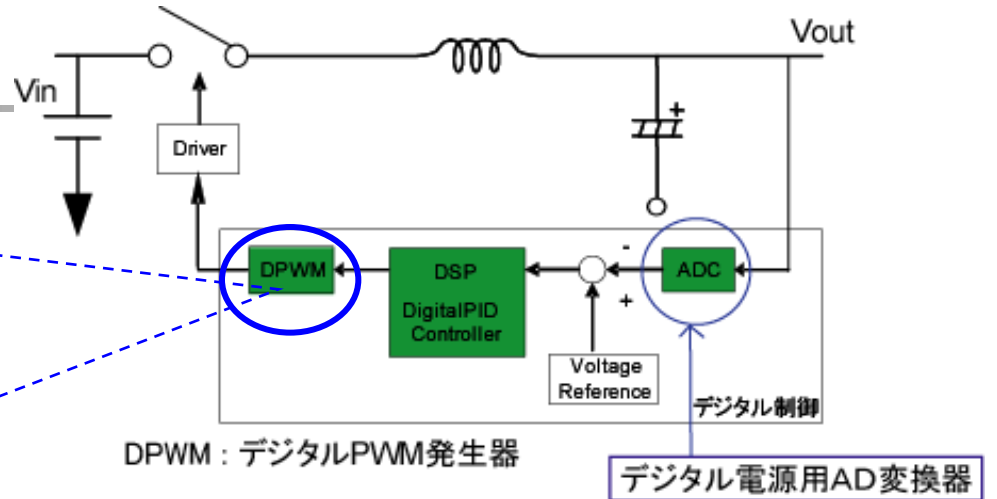 Vout
Vin
Driver
+
-
DPWM
DSP
DigitalPID
Controller
ADC
+
Voltage
Reference
デジタル制御
DPWM：デジタルPWM発生器
デジタル電源用AD変換器